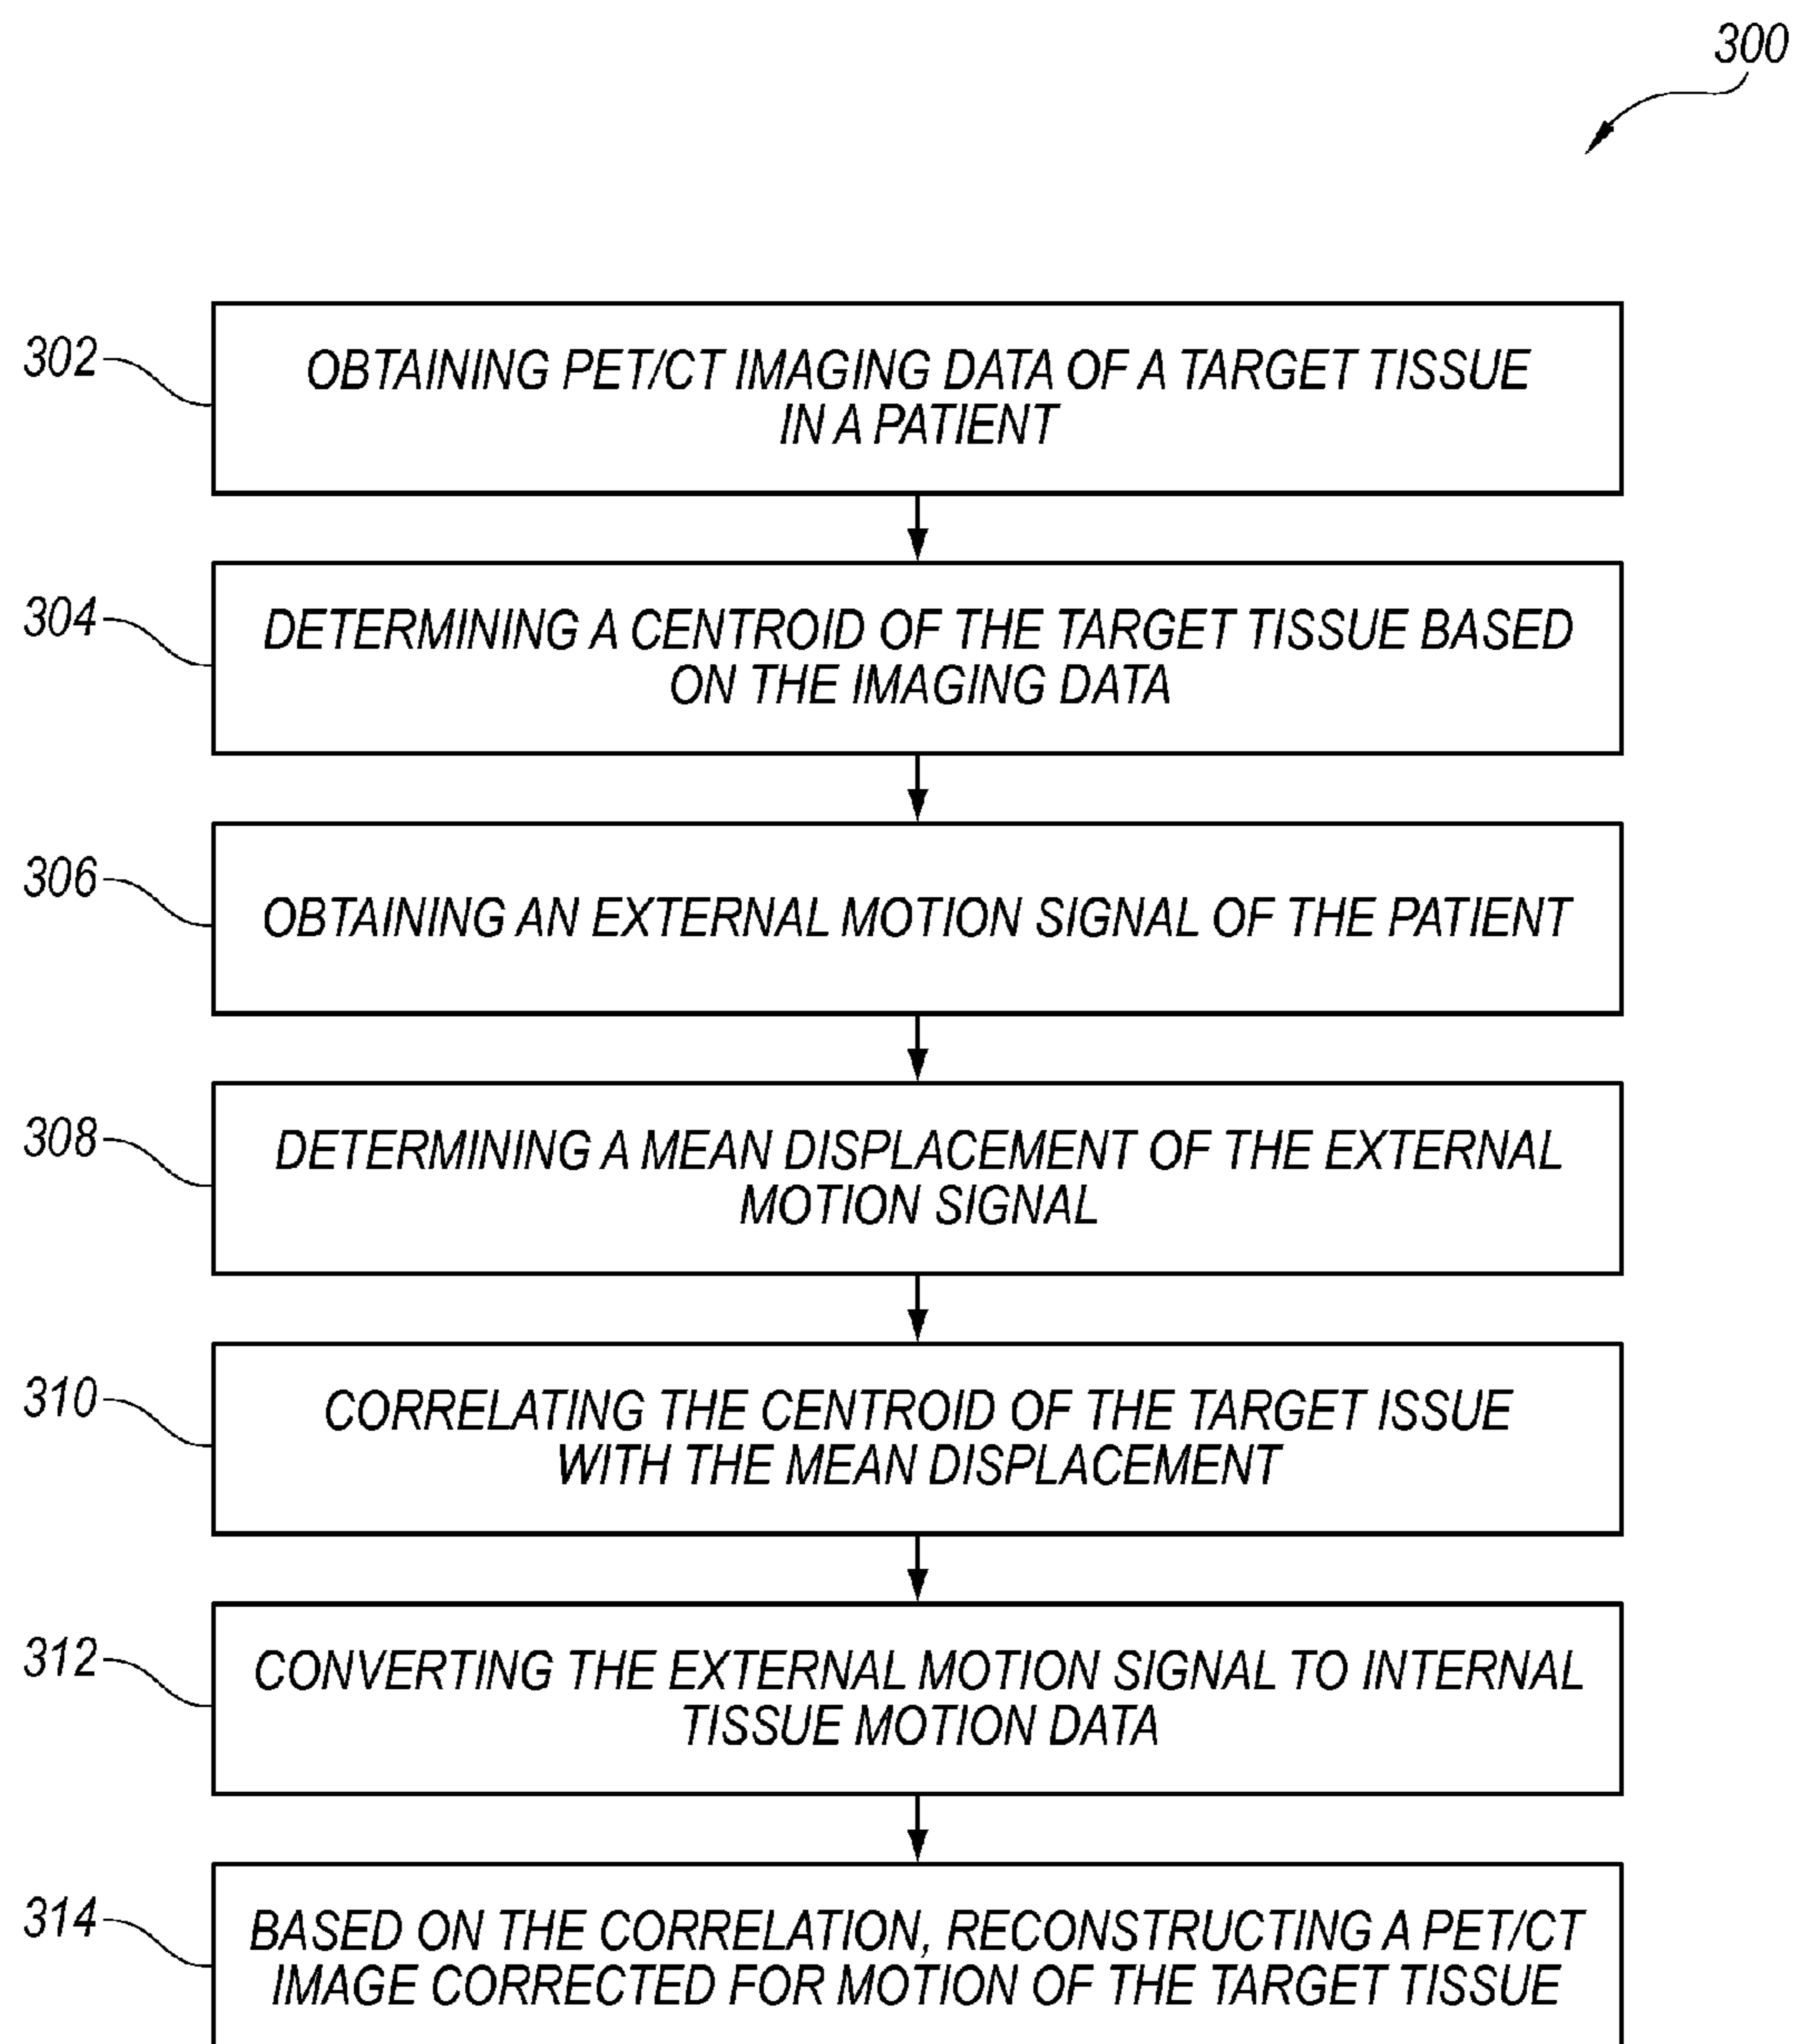 300
302
OBTAINING PET/CT IMAGING DATA OF A TARGET TISSUE
IN A PATIENT
304
DETERMINING A CENTROID OF THE TARGET TISSUE BASED
ON THE IMAGING DATA
306
OBTAINING AN EXTERNAL MOTION SIGNAL OF THE PATIENT
308
DETERMINING A MEAN DISPLACEMENT OF THE EXTERNAL
MOTION SIGNAL
310
CORRELATING THE CENTROID OF THE TARGET ISSUE
WITH THE MEAN DISPLACEMENT
312
CONVERTING THE EXTERNAL MOTION SIGNAL TO INTERNAL
TISSUE MOTION DATA
314
BASED ON THE CORRELATION, RECONSTRUCTING A PET/CT
IMAGE CORRECTED FOR MOTION OF THE TARGET TISSUE